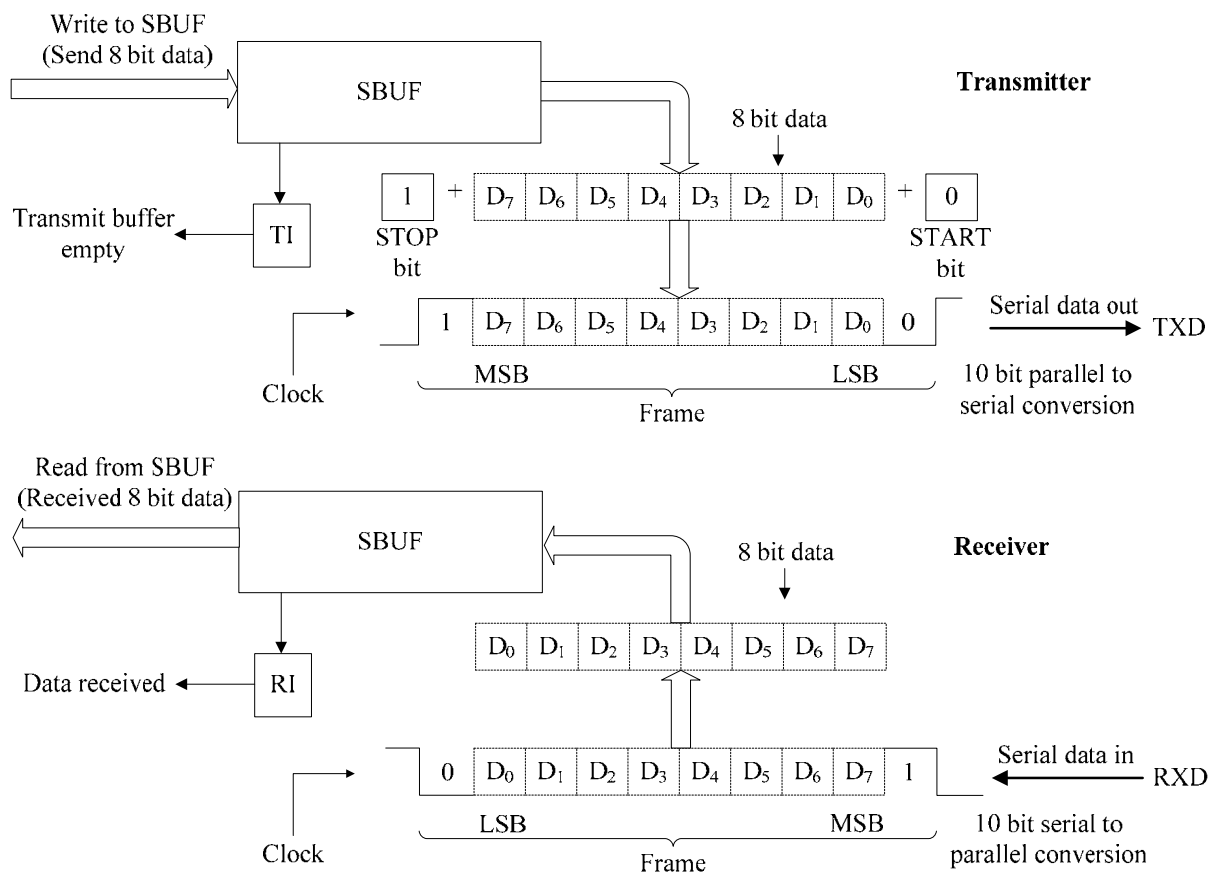 Write to SBUF
(Send 8 bit data)
SBUF
Transmitter
8 bit data
1 + D₇ D₆ D₅ D₄ D₃ D₂ D₁ D₀ + 0
STOP
bit
START
bit
Transmit buffer
empty
TI
1 D₇ D₆ D₅ D₄ D₃ D₂ D₁ D₀ 0
Serial data out
TXD
Clock
MSB
LSB
Frame
10 bit parallel to
serial conversion
Read from SBUF
(Received 8 bit data)
SBUF
Receiver
8 bit data
D₀ D₁ D₂ D₃ D₄ D₅ D₆ D₇
Data received
RI
0 D₀ D₁ D₂ D₃ D₄ D₅ D₆ D₇ 1
Serial data in
RXD
Clock
LSB
MSB
Frame
10 bit serial to
parallel conversion